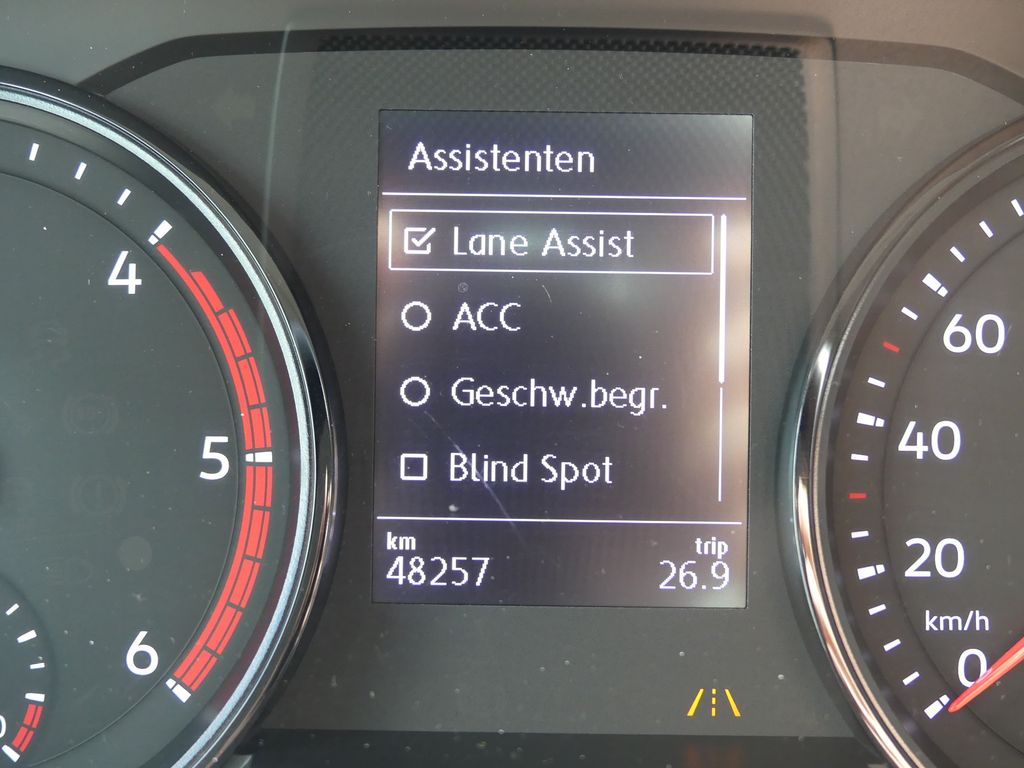 Assistenten
Lane Assist
ACC
Geschw.begr.
Blind Spot
km trip
48257 26.9
4
5
6
60
40
20
km/h
0